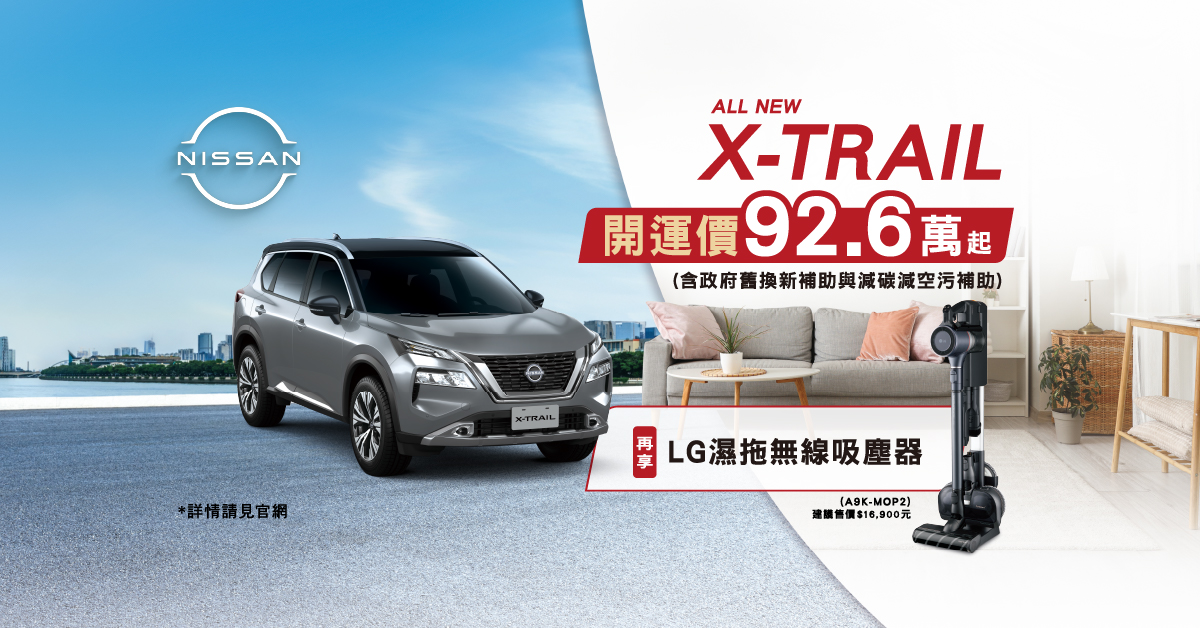 NISSAN
ALL NEW
X-TRAIL
開運價92.6萬起
(含政府舊換新補助與減碳減空污補助)
X-TRAIL
再享
LG濕拖無線吸塵器
(A9K-MOP2)
建議售價$16,900元
*詳情請見官網